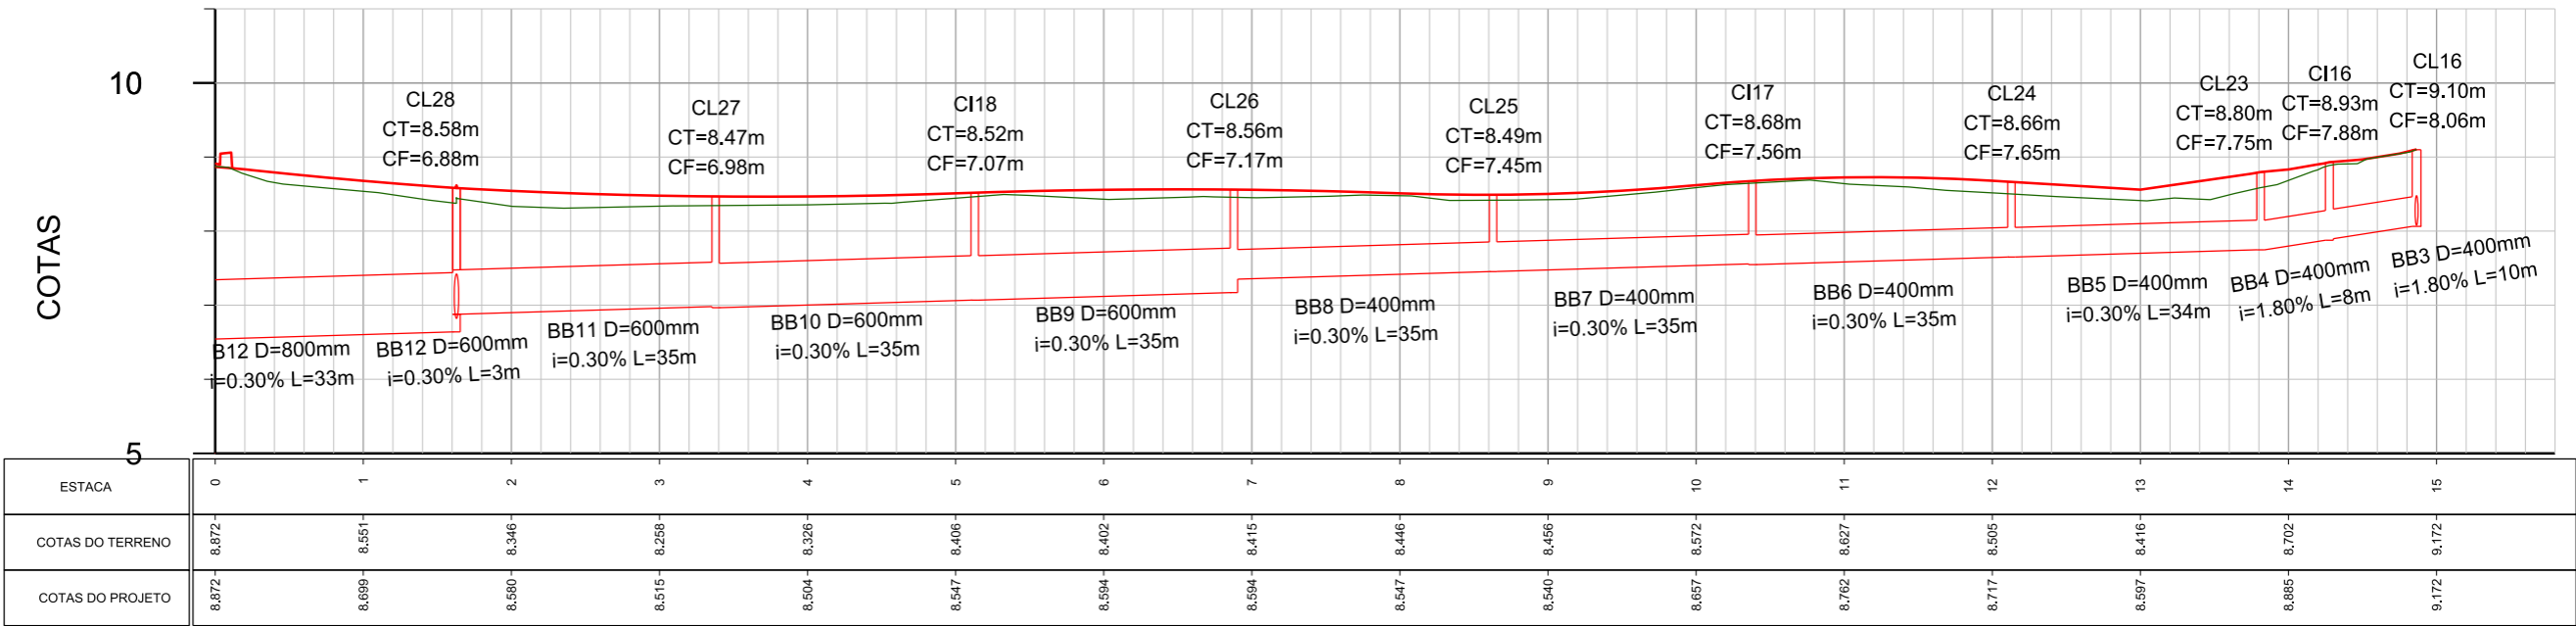 10
5
COTAS
CL28
CT=8.58m
CF=6.88m
CL27
CT=8.47m
CF=6.98m
CI18
CT=8.52m
CF=7.07m
CL26
CT=8.56m
CF=7.17m
CL25
CT=8.49m
CF=7.45m
CI17
CT=8.68m
CF=7.56m
CL24
CT=8.66m
CF=7.65m
CL23
CT=8.80m
CF=7.75m
CI16
CT=8.93m
CF=7.88m
CL16
CT=9.10m
CF=8.06m
B12 D=800mm
i=0.30% L=33m
BB12 D=600mm
i=0.30% L=3m
BB11 D=600mm
i=0.30% L=35m
BB10 D=600mm
i=0.30% L=35m
BB9 D=600mm
i=0.30% L=35m
BB8 D=400mm
i=0.30% L=35m
BB7 D=400mm
i=0.30% L=35m
BB6 D=400mm
i=0.30% L=35m
BB5 D=400mm
i=0.30% L=34m
BB4 D=400mm
i=1.80% L=8m
BB3 D=400mm
i=1.80% L=10m
ESTACA 0 1 2 3 4 5 6 7 8 9 10 11 12 13 14 15
COTAS DO TERRENO 8.872 8.551 8.346 8.258 8.326 8.406 8.402 8.415 8.446 8.456 8.572 8.627 8.505 8.416 8.702 9.172
COTAS DO PROJETO 8.872 8.699 8.580 8.515 8.504 8.547 8.594 8.594 8.547 8.540 8.657 8.762 8.717 8.597 8.885 9.172